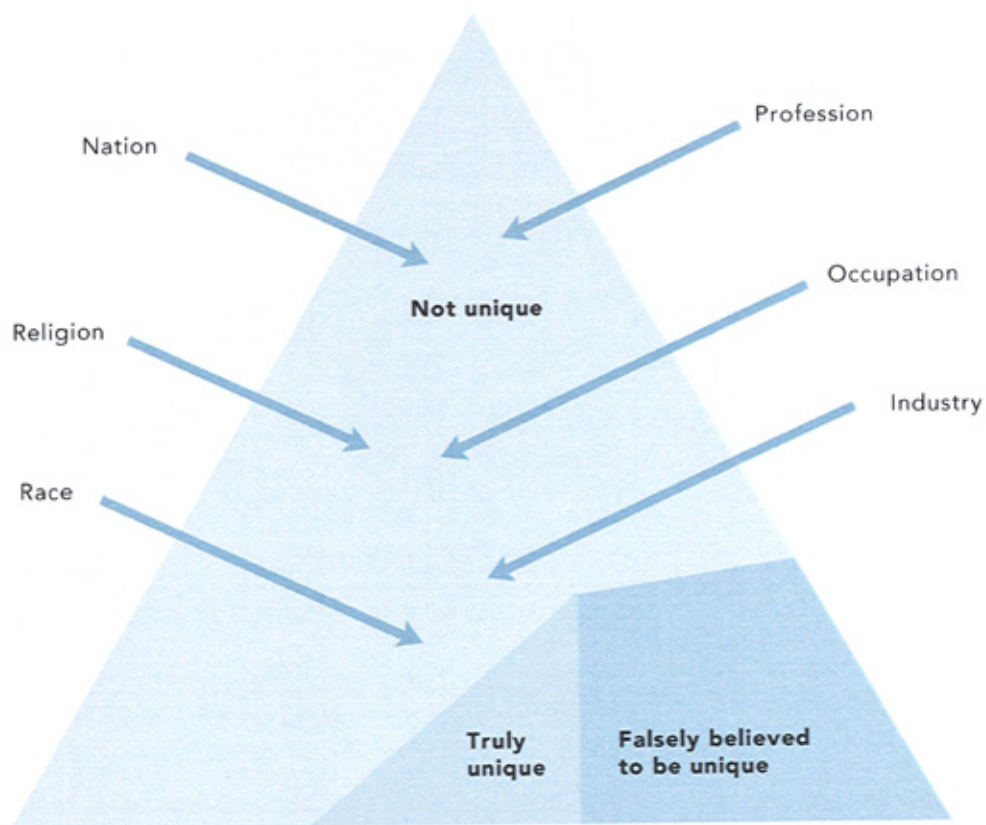 Profession
Nation
Occupation
Not unique
Religion
Industry
Race
Truly
unique
Falsely believed
to be unique